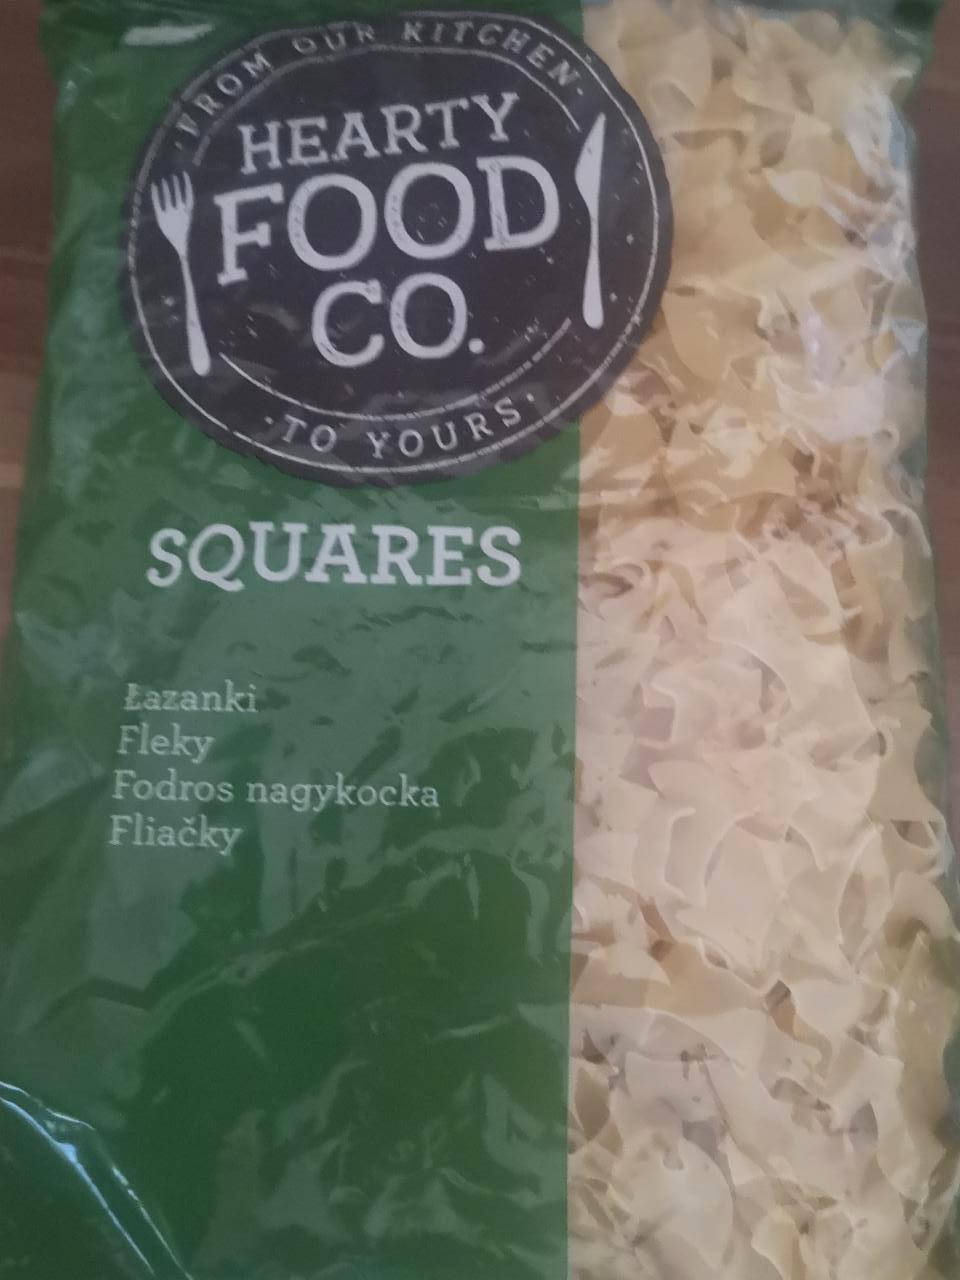 ·FROM OUR KITCHEN·
HEARTY
FOOD
CO.
·TO YOURS·
SQUARES
Łazanki
Fleky
Fodros nagykocka
Fliačky